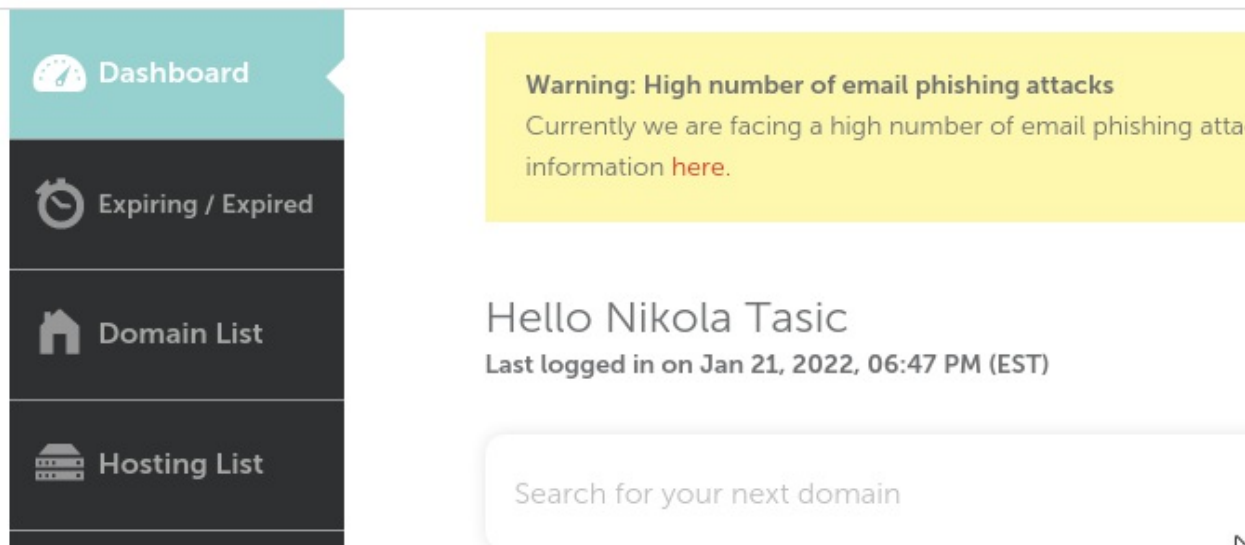 Dashboard
Expiring / Expired
Domain List
Hosting List
Warning: High number of email phishing attacks
Currently we are facing a high number of email phishing
information here.
Hello Nikola Tasic
Last logged in on Jan 21, 2022, 06:47 PM (EST)
Search for your next domain